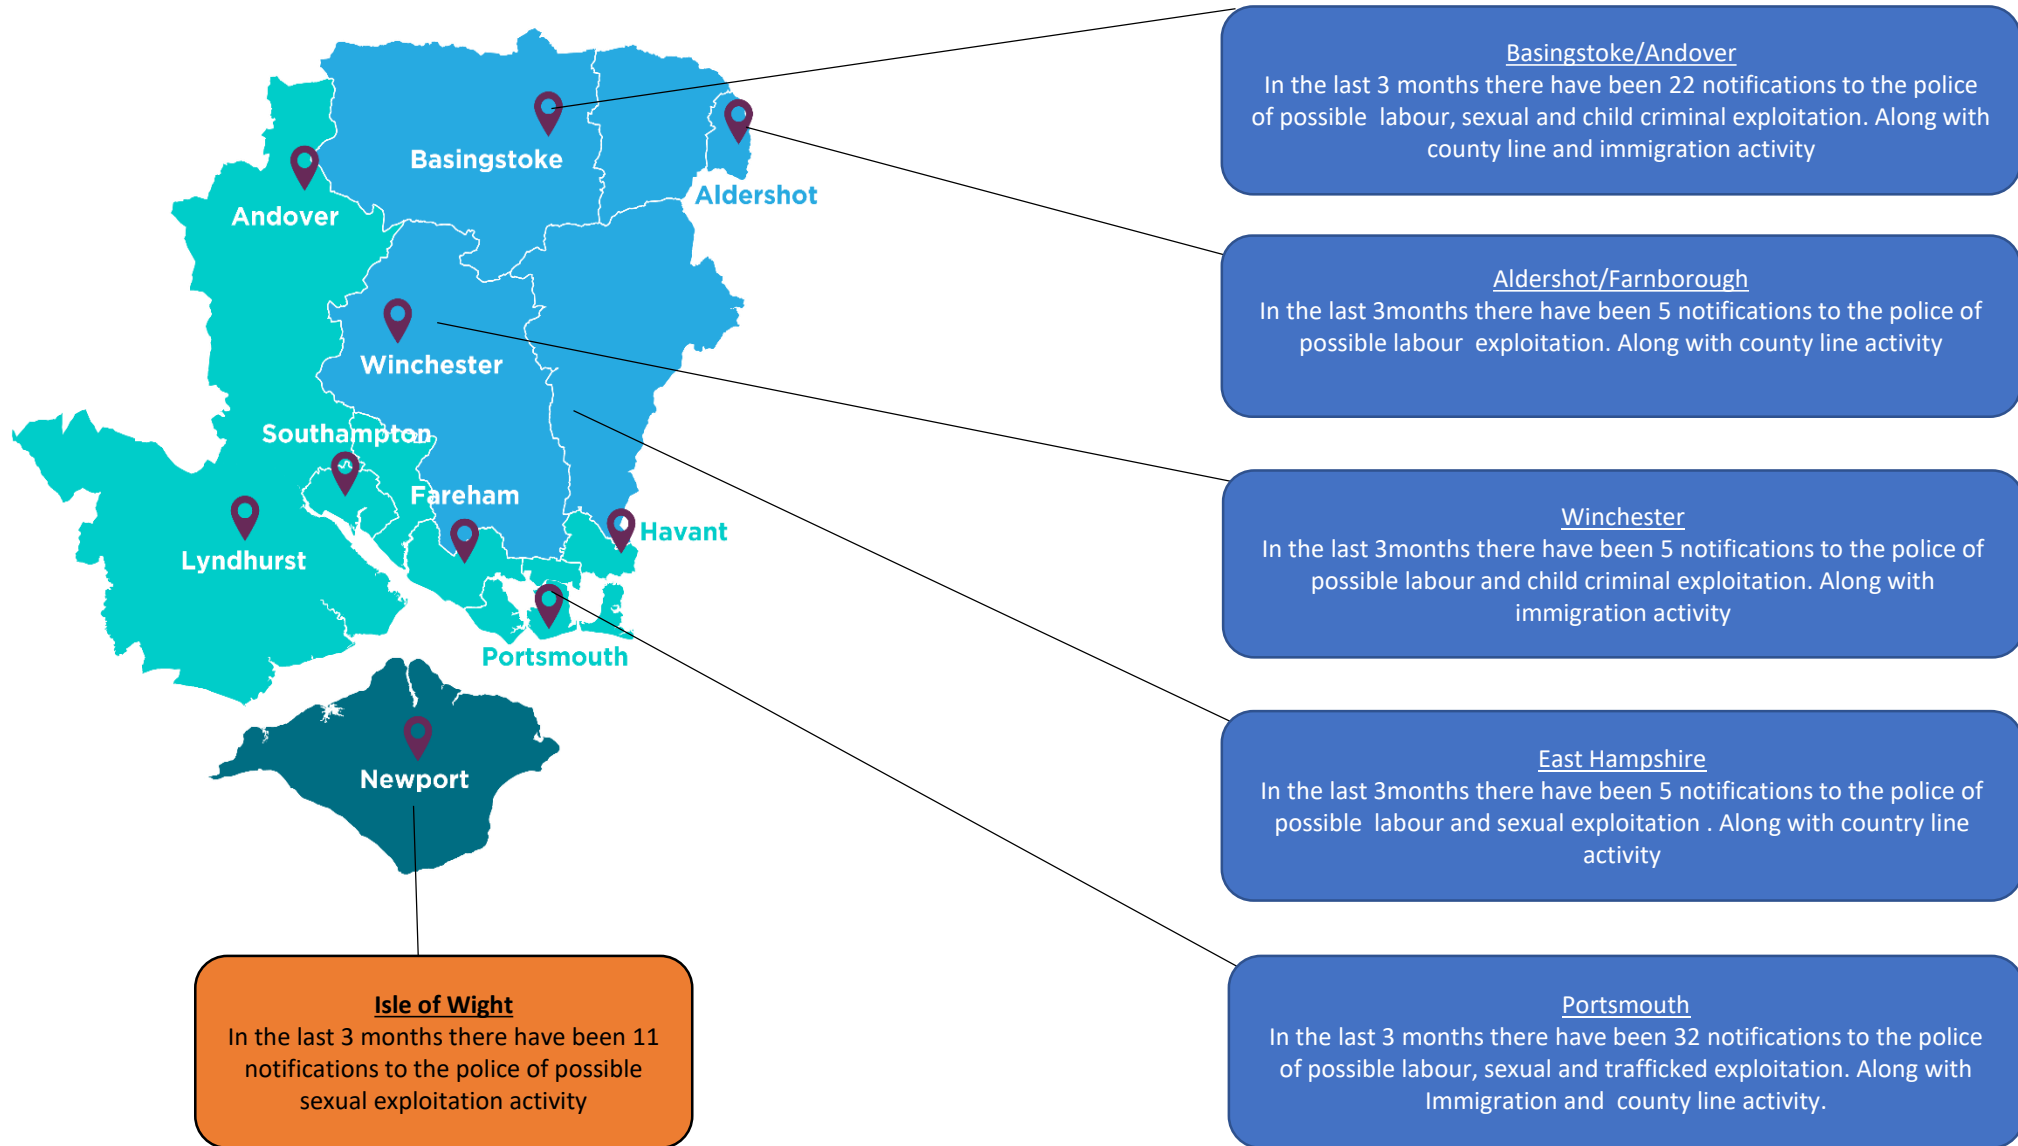 Basingstoke
Andover
Aldershot
Winchester
Southampton
Fareham
Havant
Lyndhurst
Portsmouth
Newport
Basingstoke/Andover
In the last 3 months there have been 22 notifications to the police
of possible  labour, sexual and child criminal exploitation. Along with
county line and immigration activity
Aldershot/Farnborough
In the last 3months there have been 5 notifications to the police of
possible labour  exploitation. Along with county line activity
Winchester
In the last 3months there have been 5 notifications to the police of
possible labour and child criminal exploitation. Along with
immigration activity
East Hampshire
In the last 3months there have been 5 notifications to the police of
possible  labour and sexual exploitation . Along with country line
activity
Portsmouth
In the last 3 months there have been 32 notifications to the police
of possible labour, sexual and trafficked exploitation. Along with
Immigration and  county line activity.
Isle of Wight
In the last 3 months there have been 11
notifications to the police of possible
sexual exploitation activity